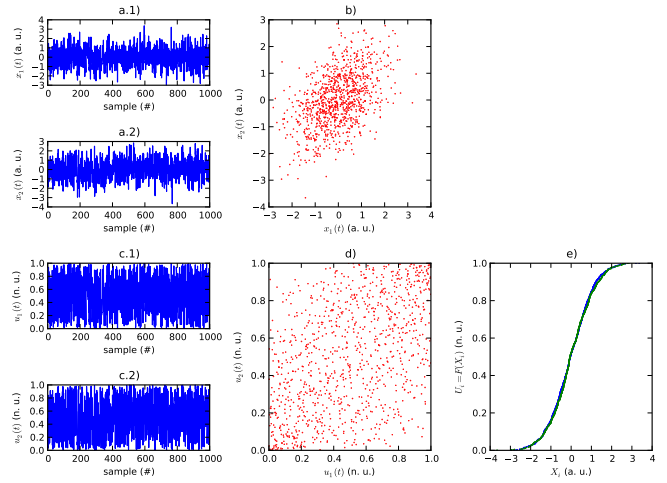 a.1)
x₁(t) (a. u.)
4
3
2
1
0
−1
−2
−3
0 200 400 600 800 1000
sample (#)
a.2)
x₂(t) (a. u.)
3
2
1
0
−1
−2
−3
−4
0 200 400 600 800 1000
sample (#)
b)
x₂(t) (a. u.)
3
2
1
0
−1
−2
−3
−4
−3 −2 −1 0 1 2 3 4
x₁(t) (a. u.)
c.1)
u₁(t) (n. u.)
1.0
0.8
0.6
0.4
0.2
0.0
0 200 400 600 800 1000
sample (#)
c.2)
u₂(t) (n. u.)
1.0
0.8
0.6
0.4
0.2
0.0
0 200 400 600 800 1000
sample (#)
d)
u₂(t) (n. u.)
1.0
0.8
0.6
0.4
0.2
0.0
0.0 0.2 0.4 0.6 0.8 1.0
u₁(t) (n. u.)
e)
Uᵢ = F(Xᵢ) (n. u.)
1.0
0.8
0.6
0.4
0.2
0.0
−4 −3 −2 −1 0 1 2 3 4
Xᵢ (a. u.)